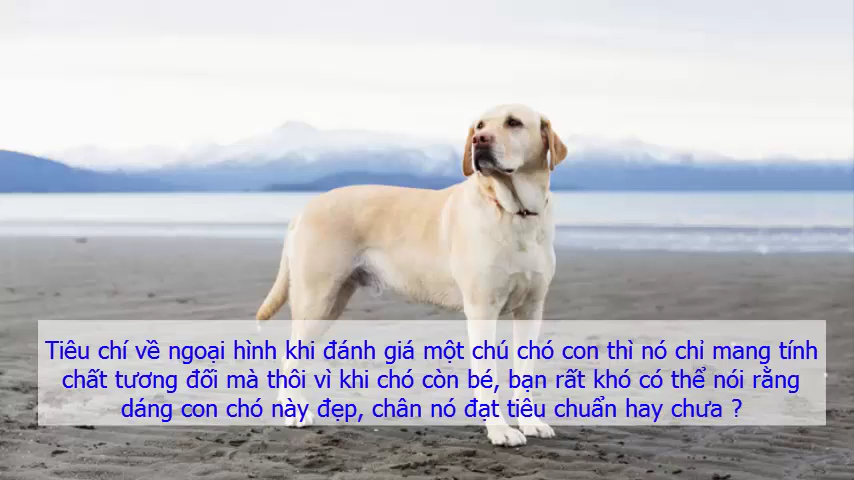 Tiêu chí về ngoại hình khi đánh giá một chú chó con thì nó chỉ mang tính
chất tương đối mà thôi vì khi chó còn bé, bạn rất khó có thể nói rằng
dáng con chó này đẹp, chân nó đạt tiêu chuẩn hay chưa ?